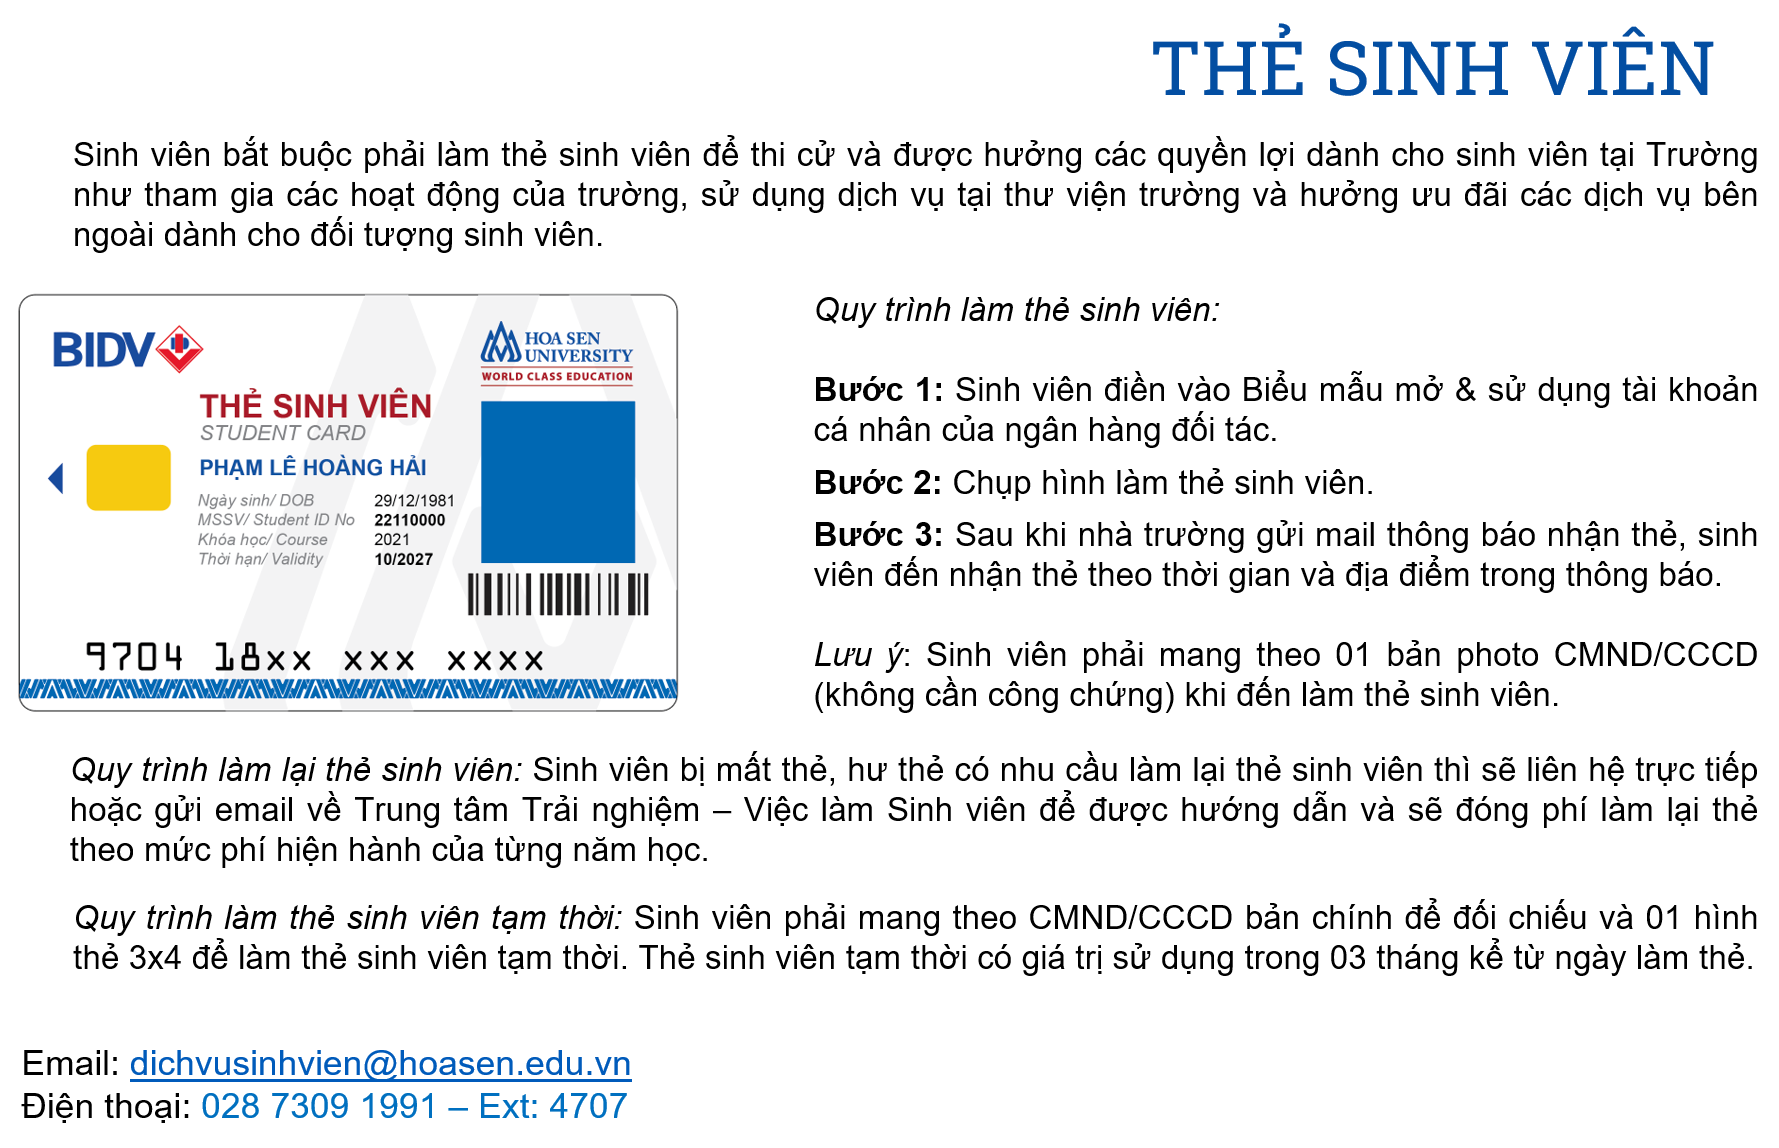 THẺ SINH VIÊN
Sinh viên bắt buộc phải làm thẻ sinh viên để thi cử và được hưởng các quyền lợi dành cho sinh viên tại Trường
như tham gia các hoạt động của trường, sử dụng dịch vụ tại thư viện trường và hưởng ưu đãi các dịch vụ bên
ngoài dành cho đối tượng sinh viên.
BIDV
HOA SEN
UNIVERSITY
WORLD CLASS EDUCATION
THẺ SINH VIÊN
STUDENT CARD
PHẠM LÊ HOÀNG HẢI
Ngày sinh/ DOB 29/12/1981
MSSV/ Student ID No 22110000
Khóa học/ Course 2021
Thời hạn/ Validity 10/2027
9704 18xx xxx xxxx
Quy trình làm thẻ sinh viên:
Bước 1: Sinh viên điền vào Biểu mẫu mở & sử dụng tài khoản
cá nhân của ngân hàng đối tác.
Bước 2: Chụp hình làm thẻ sinh viên.
Bước 3: Sau khi nhà trường gửi mail thông báo nhận thẻ, sinh
viên đến nhận thẻ theo thời gian và địa điểm trong thông báo.
Lưu ý: Sinh viên phải mang theo 01 bản photo CMND/CCCD
(không cần công chứng) khi đến làm thẻ sinh viên.
Quy trình làm lại thẻ sinh viên: Sinh viên bị mất thẻ, hư thẻ có nhu cầu làm lại thẻ sinh viên thì sẽ liên hệ trực tiếp
hoặc gửi email về Trung tâm Trải nghiệm – Việc làm Sinh viên để được hướng dẫn và sẽ đóng phí làm lại thẻ
theo mức phí hiện hành của từng năm học.
Quy trình làm thẻ sinh viên tạm thời: Sinh viên phải mang theo CMND/CCCD bản chính để đối chiếu và 01 hình
thẻ 3x4 để làm thẻ sinh viên tạm thời. Thẻ sinh viên tạm thời có giá trị sử dụng trong 03 tháng kể từ ngày làm thẻ.
Email: dichvusinhvien@hoasen.edu.vn
Điện thoại: 028 7309 1991 – Ext: 4707